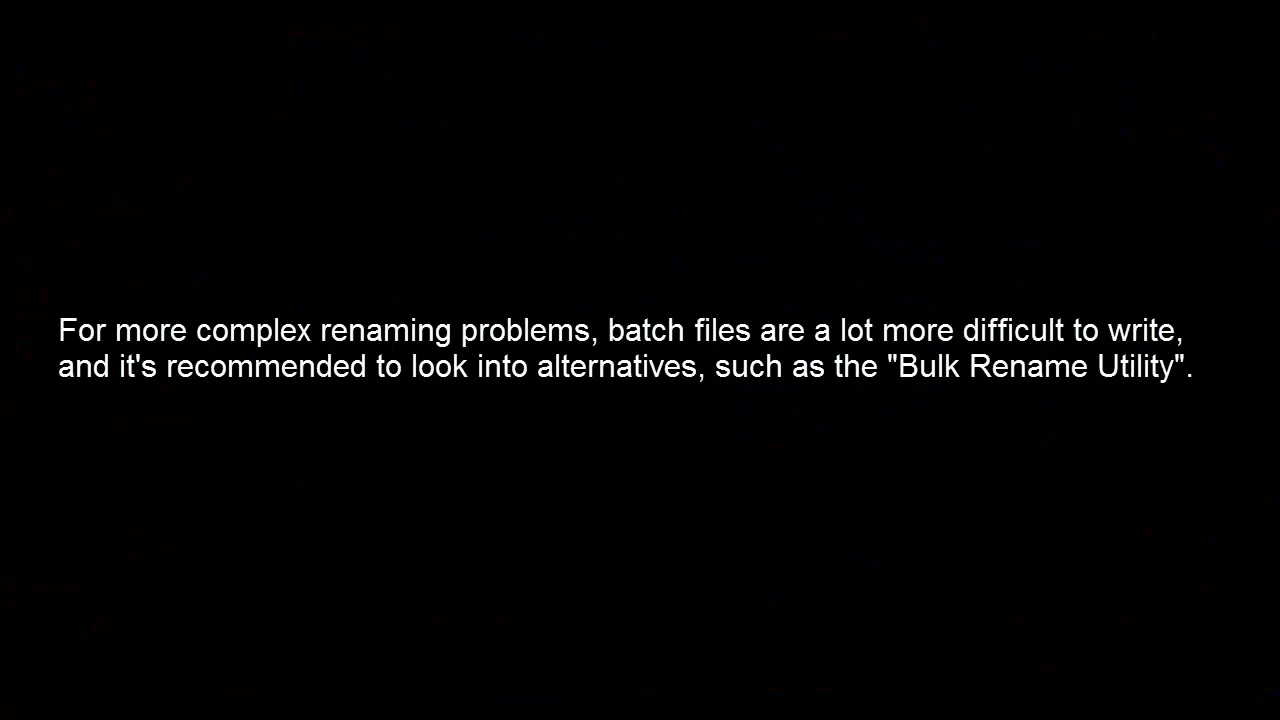 For more complex renaming problems, batch files are a lot more difficult to write,
and it's recommended to look into alternatives, such as the "Bulk Rename Utility".